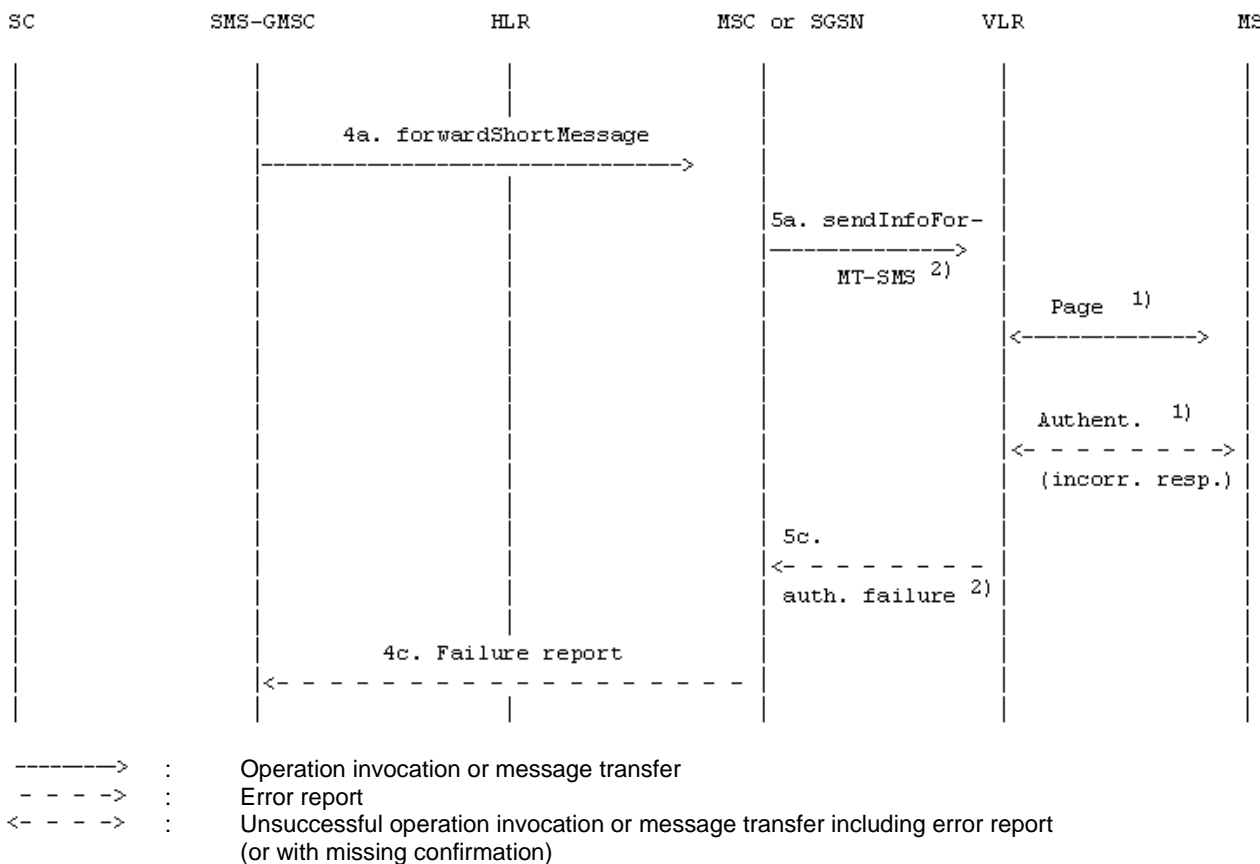 SC SMS-GMSC HLR MSC or SGSN VLR MS
4a. forwardShortMessage
5a. sendInfoFor-
MT-SMS 2)
Page 1)
Authent. 1)
(incorr. resp.)
5c.
auth. failure 2)
4c. Failure report
: Operation invocation or message transfer
: Error report
: Unsuccessful operation invocation or message transfer including error report
(or with missing confirmation)